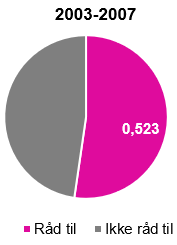 2003-2007
0,523
Råd til
Ikke råd til